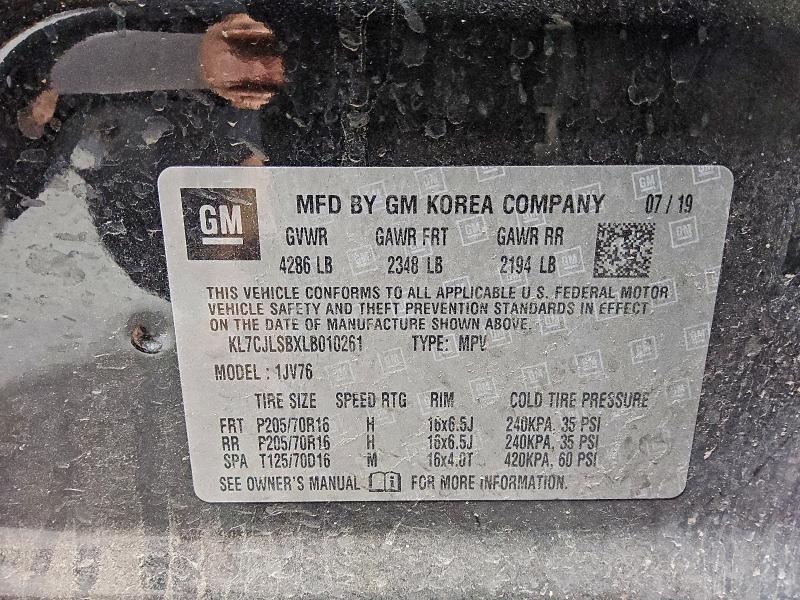 GM MFD BY GM KOREA COMPANY 07 / 19
GVWR GAWR FRT GAWR RR
4286 LB 2348 LB 2194 LB
THIS VEHICLE CONFORMS TO ALL APPLICABLE U.S. FEDERAL MOTOR
VEHICLE SAFETY AND THEFT PREVENTION STANDARDS IN EFFECT
ON THE DATE OF MANUFACTURE SHOWN ABOVE.
KL7CJLSBXLB010261 TYPE: MPV
MODEL : 1JV76
TIRE SIZE SPEED RTG RIM COLD TIRE PRESSURE
FRT P205/70R16 H 16x6.5J 240KPA, 35 PSI
RR P205/70R16 H 16x6.5J 240KPA, 35 PSI
SPA T125/70D16 M 16x4.0T 420KPA, 60 PSI
SEE OWNER'S MANUAL FOR MORE INFORMATION.